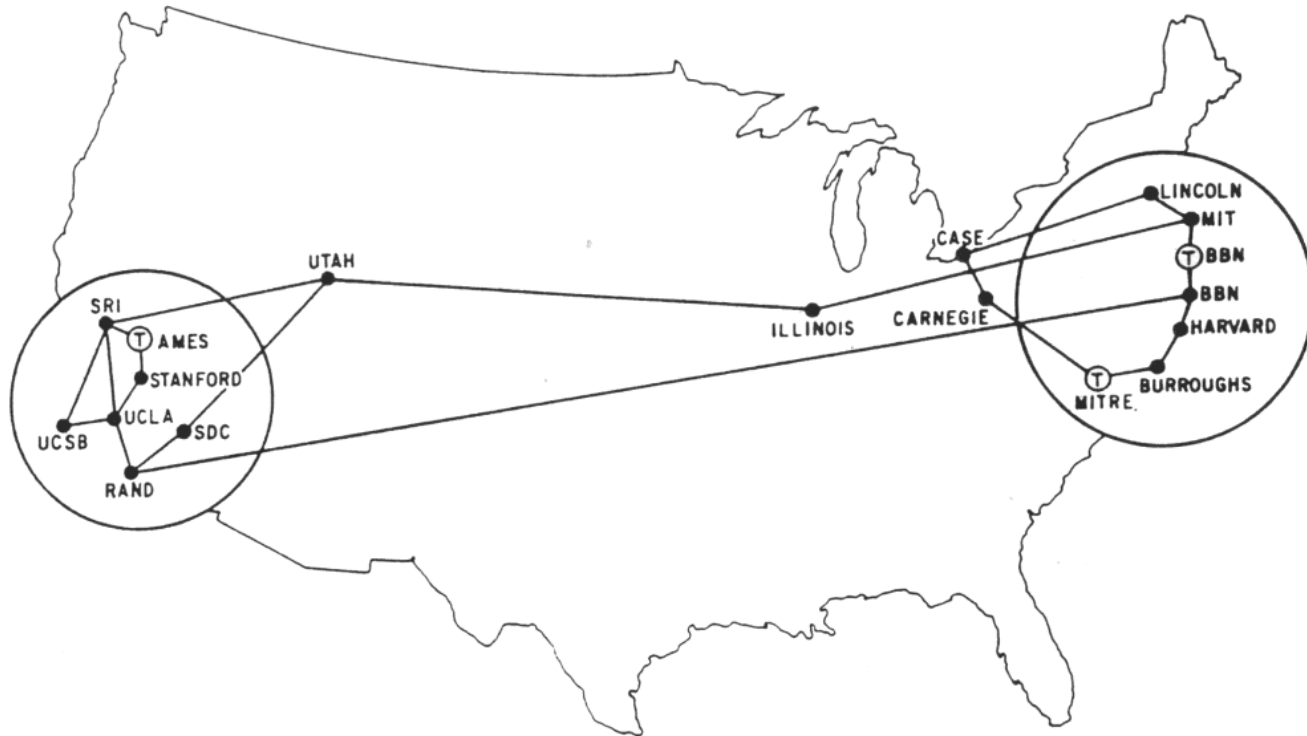 LINCOLN
MIT
CASE
T BBN
UTAH
BBN
SRI
ILLINOIS
CARNEGIE
HARVARD
T AMES
STANFORD
T
BURROUGHS
MITRE
UCLA
SDC
UCSB
RAND